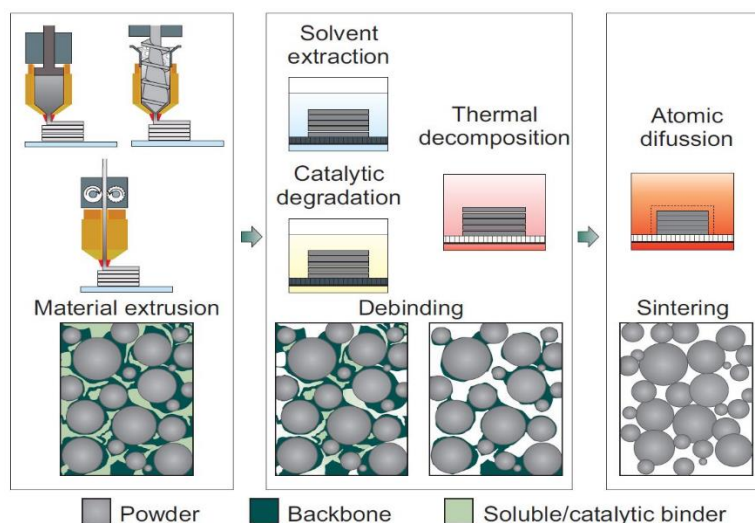 Solvent
extraction
Thermal
decomposition
Catalytic
degradation
Atomic
difussion
Material extrusion
Debinding
Sintering
Powder
Backbone
Soluble/catalytic binder